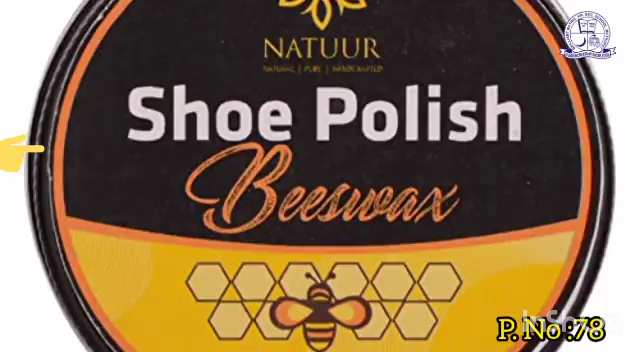 NATUUR
NATURAL | PURE | HANDCRAFTED
Shoe Polish
Beeswax
P.No:78